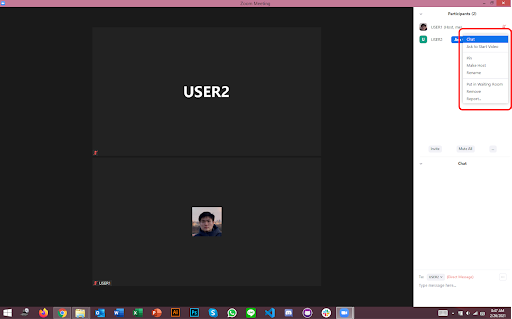 Zoom Meeting
Participants (2)
USER1 (Host, me)
USER2
Chat
Ask to Start Video
Pin
Make Host
Rename
Put in Waiting Room
Remove
Report...
USER2
Invite
Mute All
...
Chat
USER1
To: USER2 (Direct Message)
Type message here...
5:47 AM
2/26/2021